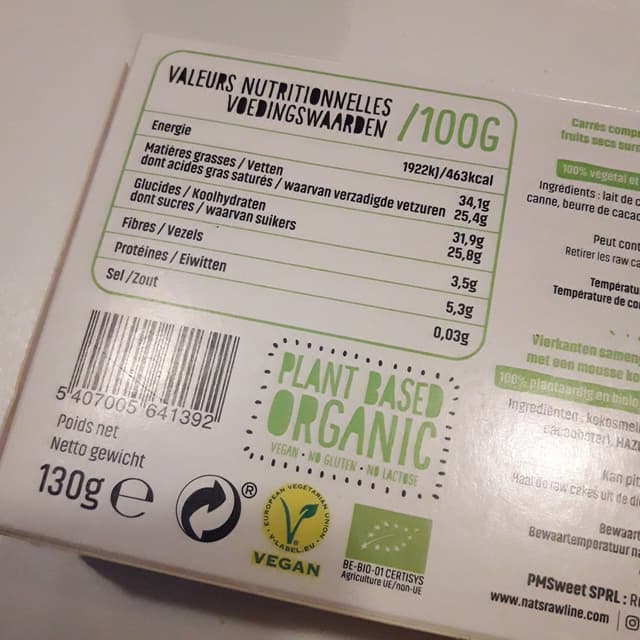 VALEURS NUTRITIONNELLES
VOEDINGSWAARDEN /100G
Energie 1922kJ/463kcal
Matières grasses / Vetten 34,1g
dont acides gras saturés / waarvan verzadigde vetzuren 25,4g
Glucides / Koolhydraten 31,9g
dont sucres / waarvan suikers 25,8g
Fibres / Vezels 3,5g
Protéines / Eiwitten 5,3g
Sel /Zout 0,03g
5 407005 641392
Poids net
Netto gewicht
130g e
®
PLANT BASED
ORGANIC
VEGAN • NO GLUTEN • NO LACTOSE
EUROPEAN VEGETARIAN UNION
V-LABEL.EU
VEGAN
BE-BIO-01 CERTISYS
Agriculture UE/non-UE
Carrés comp
fruits secs surm
100% végétal et
Ingrédients : lait de c
canne, beurre de cacao
Peut cont
Retirer les raw ca
Températu
Température de co
Vierkanten samen
met een mousse
100% plantaardig en biolo
Ingrediënten : kokosmel
cacaoboter), HAZE
Kan
Haal de raw cakes uit de d
Bewaart
Bewaartemperatuur n
PMSweet SPRL : R
www.natsrawline.com